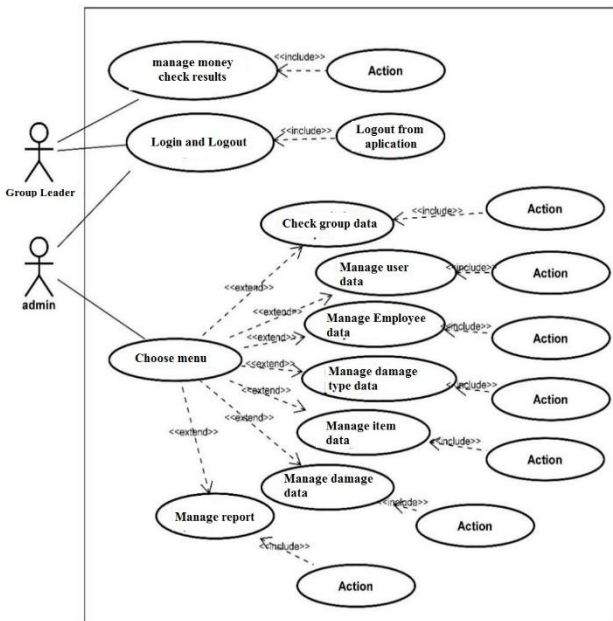 manage money
check results
<<include>>
Action
Login and Logout
<<include>>
Logout from
aplication
Group Leader
Check group data
<<include>>
Action
admin
Manage user
data
<<include>>
Action
<<extend>>
<<extend>>
Manage Employee
data
<<include>>
Action
<<extend>>
Choose menu
<<extend>>
Manage damage
type data
<<include>>
Action
<<extend>>
Manage item
data
<<include>>
Action
<<extend>>
<<extend>>
Manage damage
data
<<include>>
Action
Manage report
<<include>>
Action